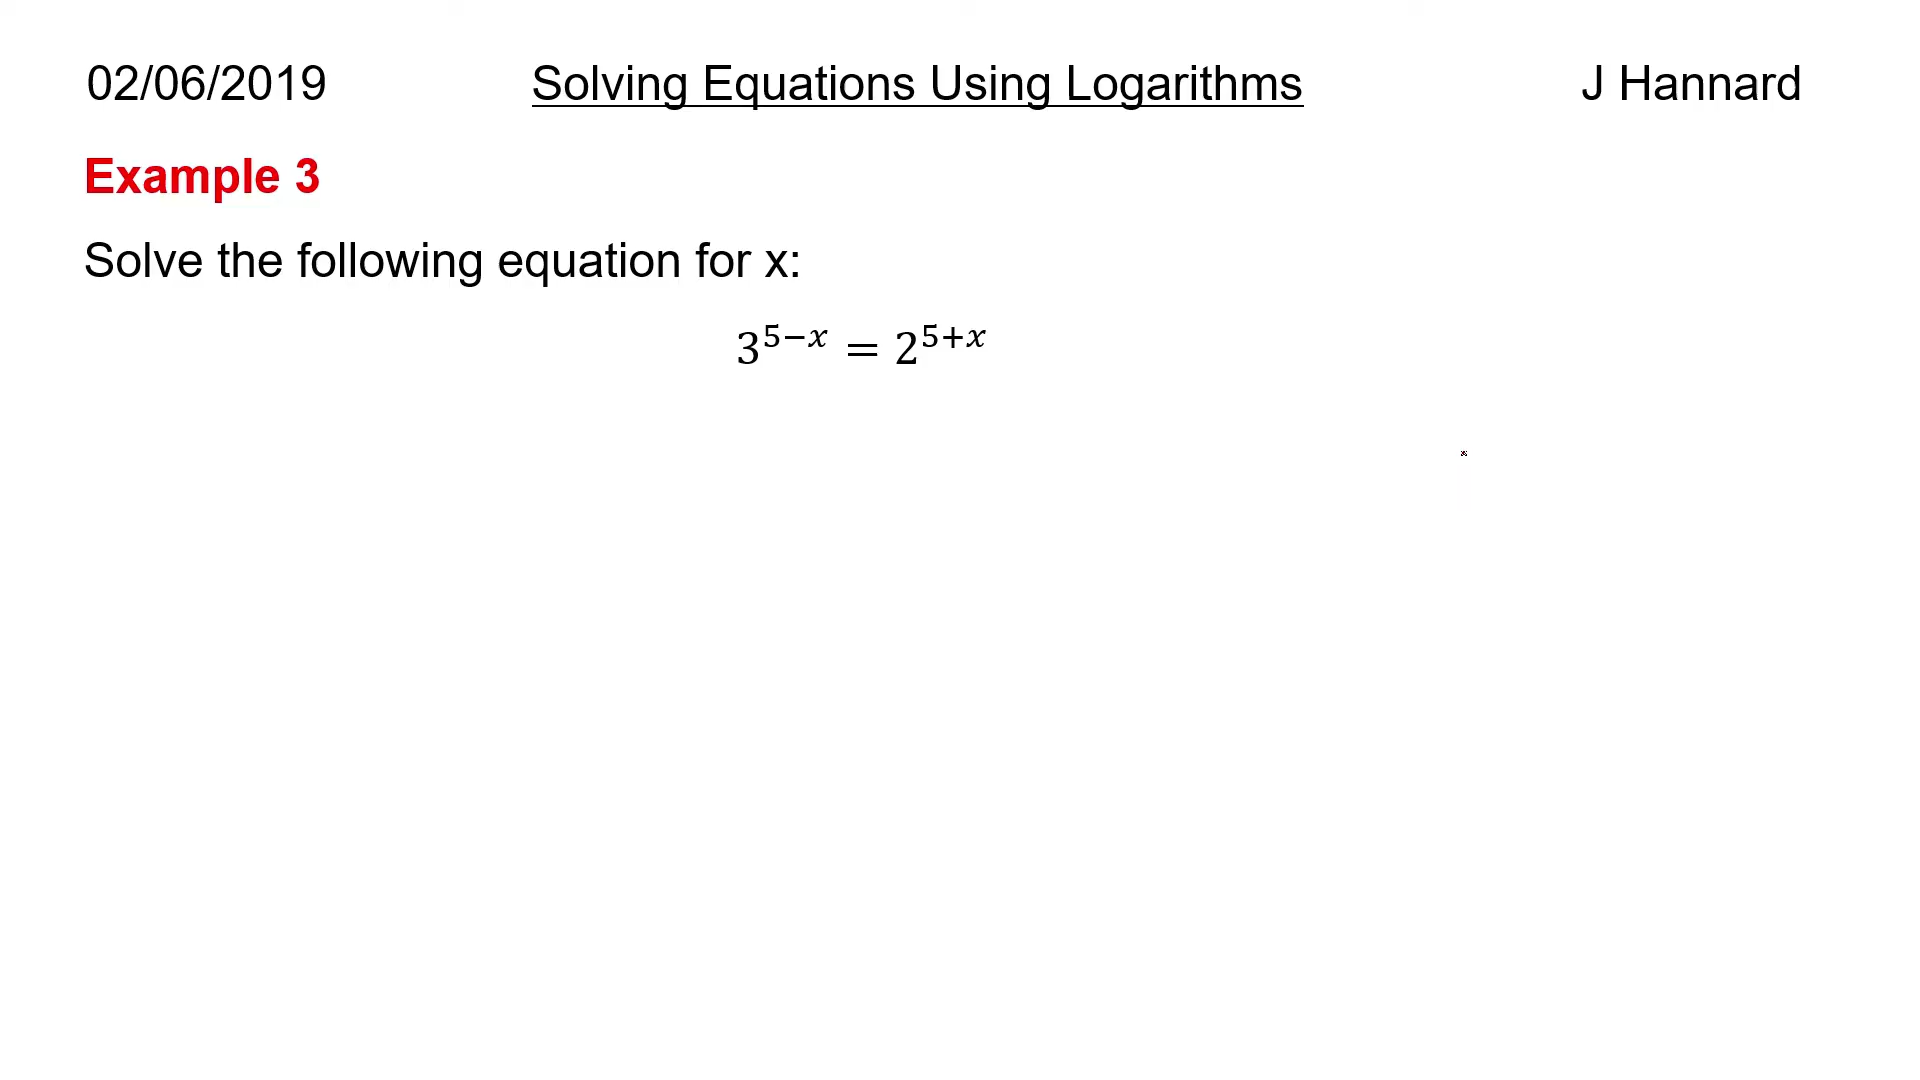 02/06/2019 Solving Equations Using Logarithms J Hannard
Example 3
Solve the following equation for x:
3^{5−x} = 2^{5+x}